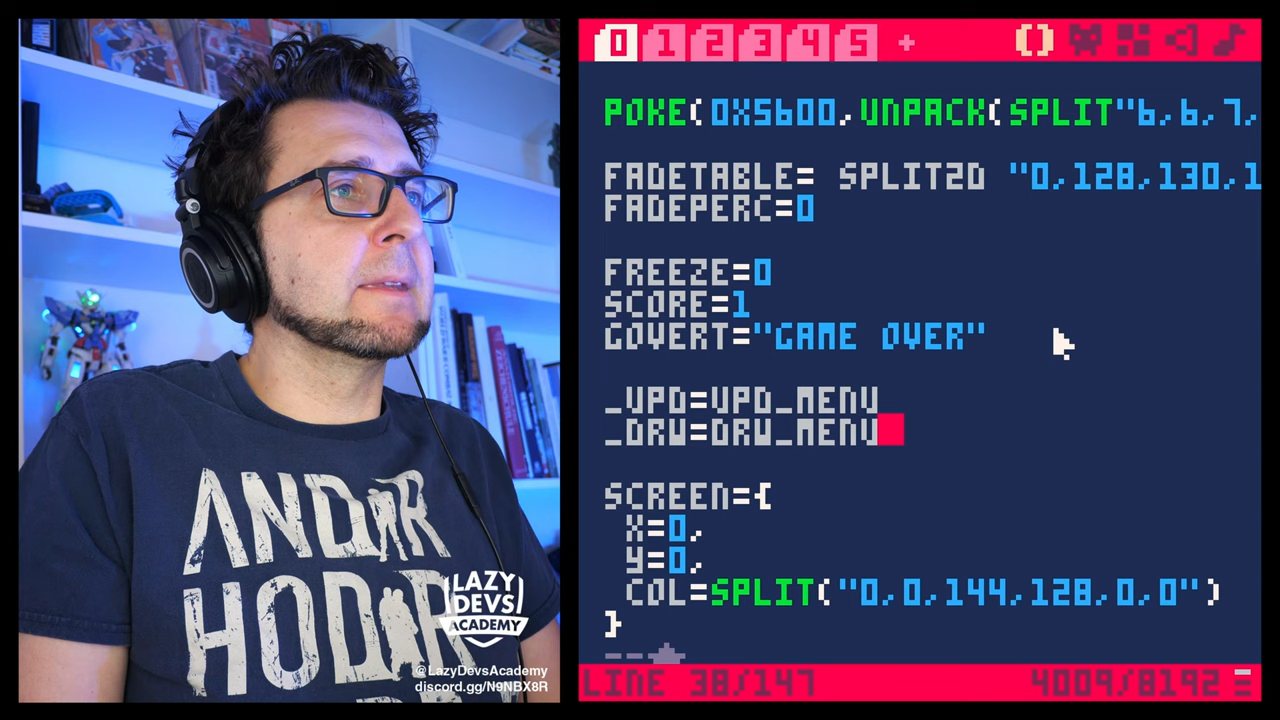 ANDOR
HODOR
LAZY
DEVS
ACADEMY
@LazyDevsAcademy
discord.gg/N9NBX8R
0 1 2 3 4 5 +
POKE(0X5600,UNPACK(SPLIT"6,6,7,
FADETABLE= SPLIT2D "0,128,130,1
FADEPERC=0
FREEZE=0
SCORE=1
GOVERT="GAME OVER"
_UPD=UPD_MENU
_DRW=DRW_MENU
SCREEN={
X=0,
Y=0,
COL=SPLIT("0,0,144,128,0,0")
}
LINE 38/147
4009/8192